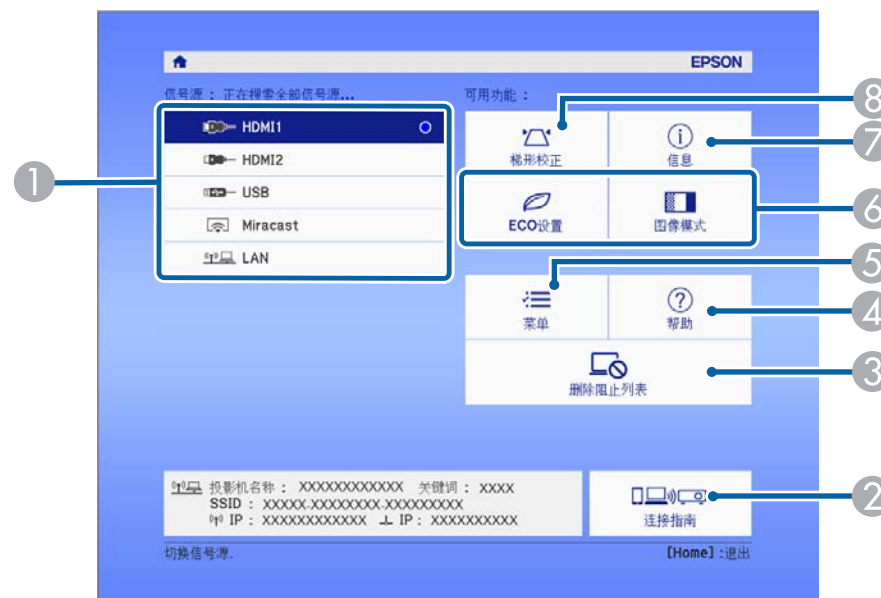 EPSON
信号源 : 正在搜索全部信号源...
HDMI1
HDMI2
USB
Miracast
LAN
可用功能 :
梯形校正
信息
ECO设置
图像模式
菜单
帮助
删除阻止列表
投影机名称 : XXXXXXXXXXXX 关键词 : XXXX
SSID : XXXXX-XXXXXXXX-XXXXXXXXX
IP : XXXXXXXXXXXX IP : XXXXXXXXXX
连接指南
切换信号源.
[Home] :退出
1
8
7
6
5
4
3
2